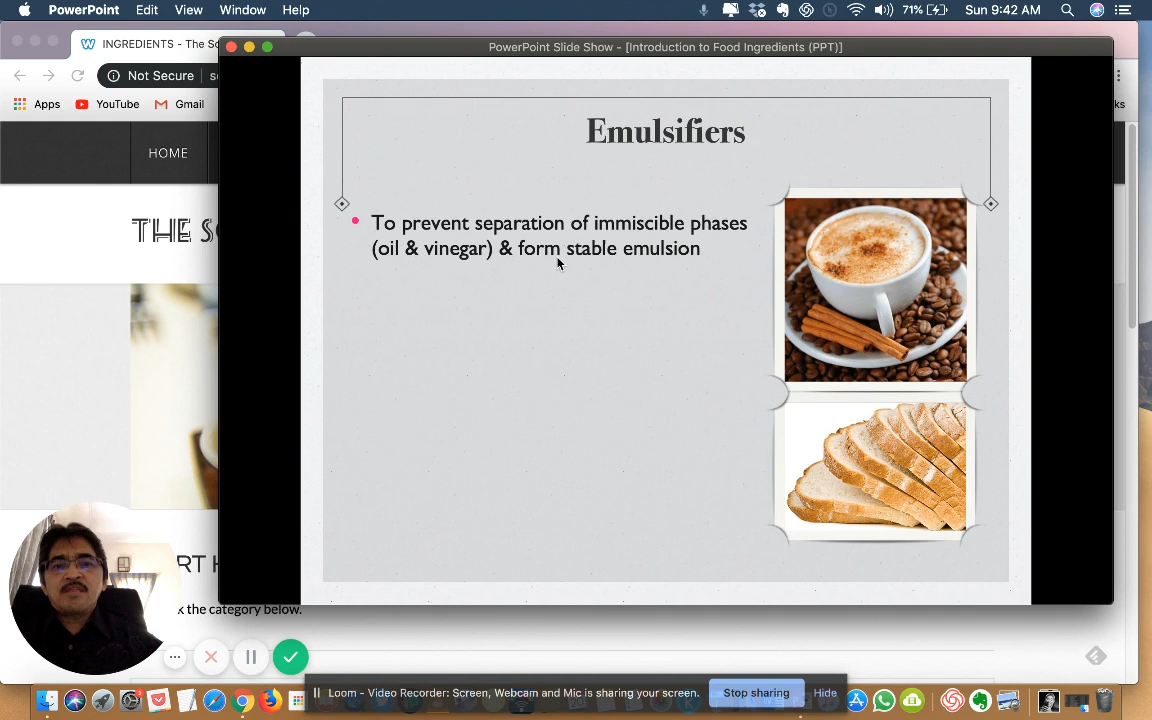 PowerPoint Edit View Window Help
71% Sun 9:42 AM
INGREDIENTS - The Sc
PowerPoint Slide Show - [Introduction to Food Ingredients (PPT)]
Not Secure
Apps YouTube Gmail
HOME
THE
Emulsifiers
To prevent separation of immiscible phases
(oil & vinegar) & form stable emulsion
the category below.
Loom - Video Recorder: Screen, Webcam and Mic is sharing your screen. Stop sharing Hide